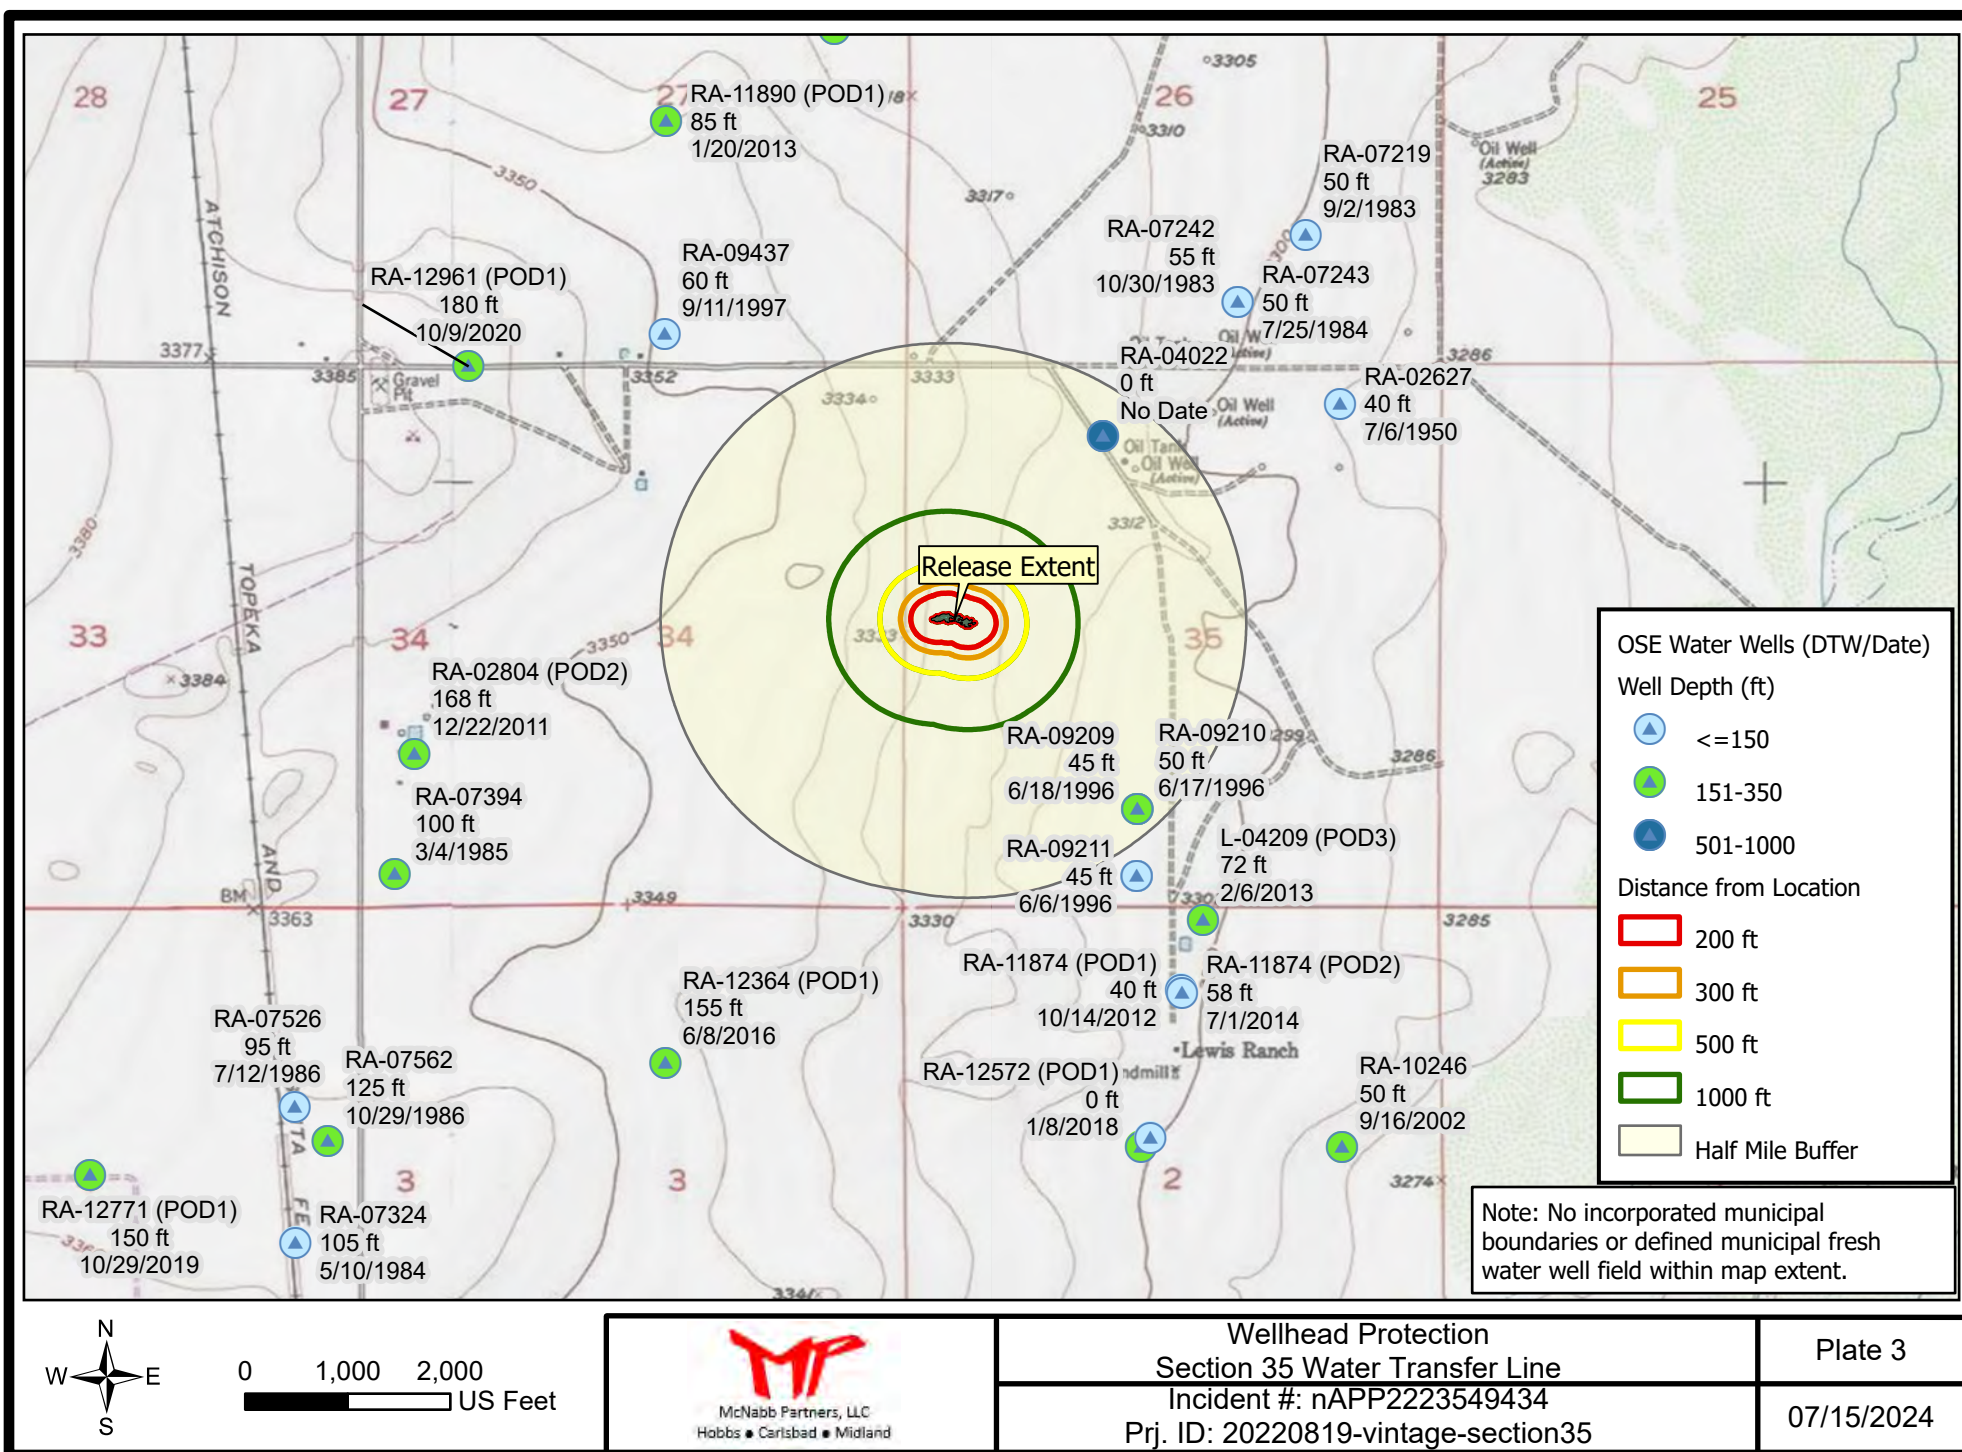 28
27
27
26
25
RA-11890 (POD1)
85 ft
1/20/2013
3305
3310
Oil Well
(Active)
3283
3350
3317
RA-07219
50 ft
9/2/1983
RA-07242
55 ft
10/30/1983
RA-07243
50 ft
7/25/1984
ATCHISON
RA-12961 (POD1)
180 ft
10/9/2020
RA-09437
60 ft
9/11/1997
3377
3385
Gravel
Pit
3352
3333
3334
RA-04022
0 ft
No Date
3286
RA-02627
40 ft
7/6/1950
Oil Well
(Active)
Oil Tank
Oil Well
(Active)
3312
3380
Release Extent
TOPEKA
33
34
3350
34
3333
35
3384
RA-02804 (POD2)
168 ft
12/22/2011
RA-07394
100 ft
3/4/1985
RA-09209
45 ft
6/18/1996
RA-09210
50 ft
6/17/1996
3299
3286
RA-09211
45 ft
6/6/1996
L-04209 (POD3)
72 ft
2/6/2013
AND
BM
3363
3349
3330
3285
RA-12364 (POD1)
155 ft
6/8/2016
RA-11874 (POD1)
40 ft
10/14/2012
RA-11874 (POD2)
58 ft
7/1/2014
Lewis Ranch
RA-07526
95 ft
7/12/1986
RA-07562
125 ft
10/29/1986
RA-12572 (POD1)
0 ft
1/8/2018
RA-10246
50 ft
9/16/2002
3
3
2
3274
FE
RA-12771 (POD1)
150 ft
10/29/2019
RA-07324
105 ft
5/10/1984
OSE Water Wells (DTW/Date)
Well Depth (ft)
<=150
151-350
501-1000
Distance from Location
200 ft
300 ft
500 ft
1000 ft
Half Mile Buffer
Note: No incorporated municipal
boundaries or defined municipal fresh
water well field within map extent.
N
W E
S
0 1,000 2,000
US Feet
McNabb Partners, LLC
Hobbs • Carlsbad • Midland
Wellhead Protection
Section 35 Water Transfer Line
Incident #: nAPP2223549434
Prj. ID: 20220819-vintage-section35
Plate 3
07/15/2024